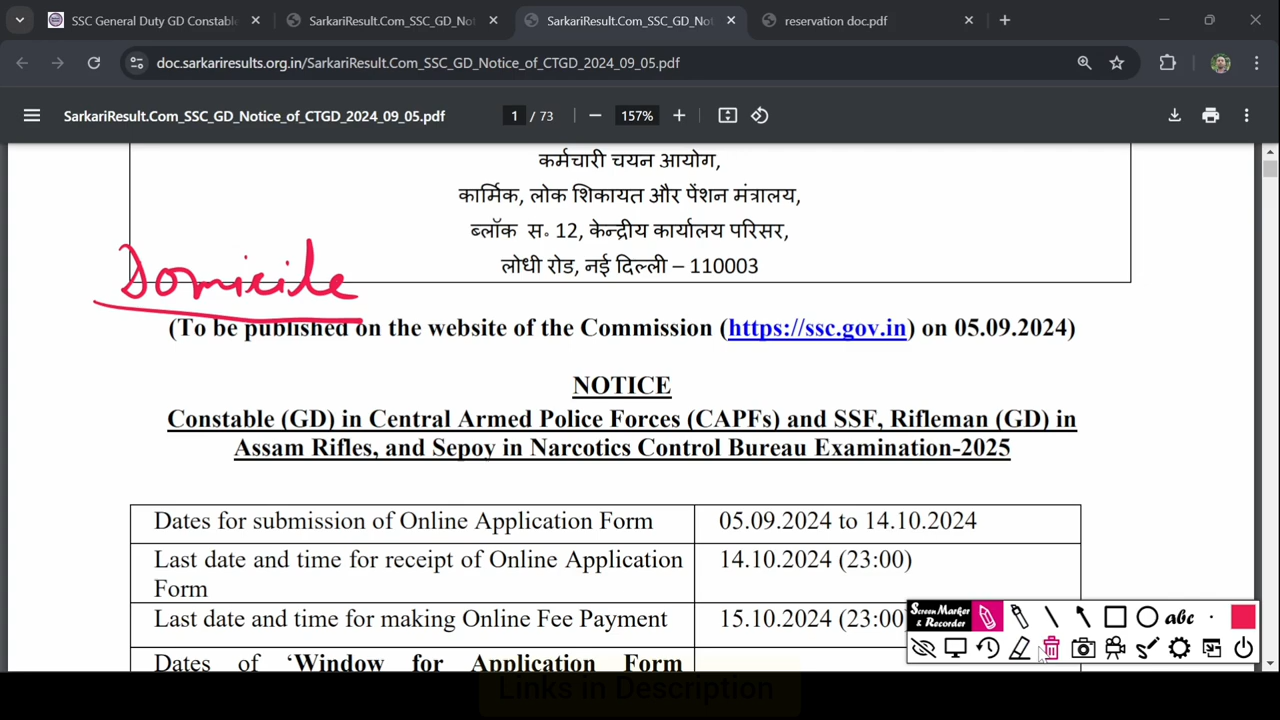 SSC General Duty GD Constable
SarkariResult.Com_SSC_GD_Not
SarkariResult.Com_SSC_GD_Not
reservation doc.pdf
doc.sarkariresults.org.in/SarkariResult.Com_SSC_GD_Notice_of_CTGD_2024_09_05.pdf
SarkariResult.Com_SSC_GD_Notice_of_CTGD_2024_09_05.pdf
1 / 73
157%
कर्मचारी चयन आयोग,
कार्मिक, लोक शिकायत और पेंशन मंत्रालय,
ब्लॉक स॰ 12, केन्द्रीय कार्यालय परिसर,
लोधी रोड, नई दिल्ली – 110003
Domicile
(To be published on the website of the Commission (https://ssc.gov.in) on 05.09.2024)
NOTICE
Constable (GD) in Central Armed Police Forces (CAPFs) and SSF, Rifleman (GD) in
Assam Rifles, and Sepoy in Narcotics Control Bureau Examination-2025
Dates for submission of Online Application Form 05.09.2024 to 14.10.2024
Last date and time for receipt of Online Application
Form
14.10.2024 (23:00)
Last date and time for making Online Fee Payment 15.10.2024 (23:00
Dates of ‘Window for Application Form
Screen Marker
& Recorder
abc
Links in Description